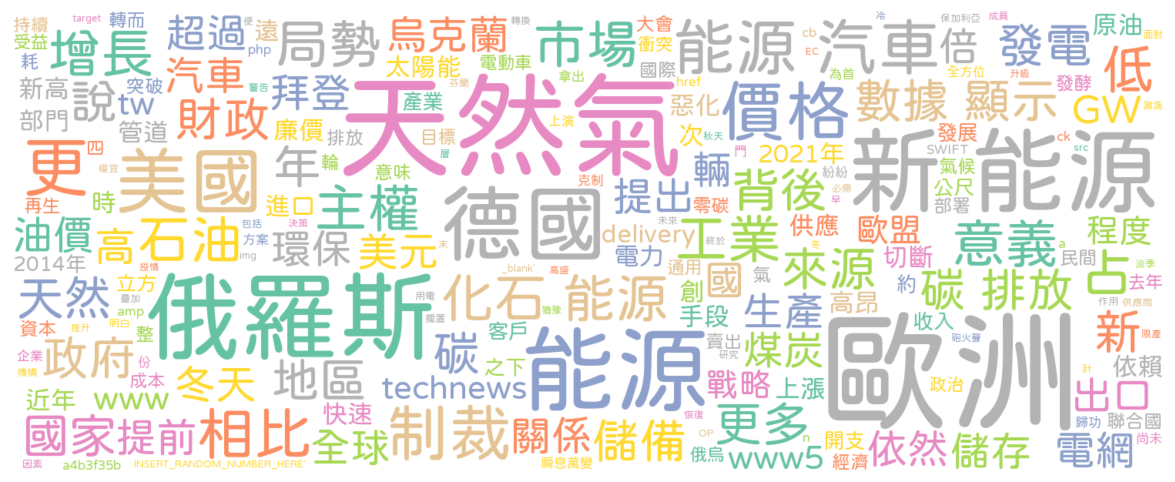 持續 target 轉而 超過 便 遠 局勢 烏克蘭 轉換 市場 大會 衝突 能源 汽車 cb EC 保加利亞 冷 成員 倍 發電 原油 面對
受益 耗 增長 php 太陽能 電動車 國際 為首 全方位 升級 發酵 低
新高 說 突破 tw 汽車 警告 拜登 芬蘭 產業 拿出 href 惡化 價格 數據 顯示 GW
部門 管道 財政 廉價 排放 天然氣 目標 上演 次 秋天 2021年 發展 SWIFT ck src
更 四 楊宜 美國 年 輪 層 意味 克制 輛 門 紛紛 新能源 氣候 公尺 部署
再生 時 進口 主權 德國 提出 零碳 背後 必需 早 供應 歐盟 意義 程度
油價 高 石油 包括 方案 決策 img 環保 美元 末 delivery 未來 終於 工業 切斷 a 民間 占
2014年 疫情 立方 _blank' 高盛 電力 通用 國 氣 冬 來源 約 碳 排放 淡季 去年
天然 疊加 amp 俄羅斯 用電 擱置 猶豫 化石 能源 創 手段 生產 高昂 收入 作用 供應商
資本 提升 明白 整 碳 客戶 能源 賣出 研究 煤炭 歐洲 新 限產 砲火聲
企業 機構 政府 份 成本 冬天 地區 之下 technews 戰略 上漲 政治 計 依賴
近年 www 快速 制裁 恢復 更多 出口 歸功 聯合國
國家 提前 相比 全球 關係 儲備 OP n 開支 依然 儲存 電網 尚未
因素 a4b3f35b INSERT_RANDOM_NUMBER_HERE' 瞬息萬變 俄烏 www5 經濟